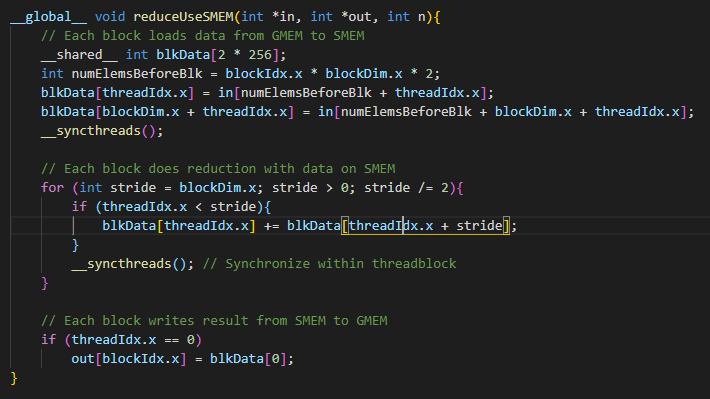 __global__ void reduceUseSMEM(int *in, int *out, int n){
    // Each block loads data from GMEM to SMEM
    __shared__ int blkData[2 * 256];
    int numElemsBeforeBlk = blockIdx.x * blockDim.x * 2;
    blkData[threadIdx.x] = in[numElemsBeforeBlk + threadIdx.x];
    blkData[blockDim.x + threadIdx.x] = in[numElemsBeforeBlk + blockDim.x + threadIdx.x];
    __syncthreads();

    // Each block does reduction with data on SMEM
    for (int stride = blockDim.x; stride > 0; stride /= 2){
        if (threadIdx.x < stride){
            blkData[threadIdx.x] += blkData[threadIdx.x + stride];
        }
        __syncthreads(); // Synchronize within threadblock
    }

    // Each block writes result from SMEM to GMEM
    if (threadIdx.x == 0)
        out[blockIdx.x] = blkData[0];
}